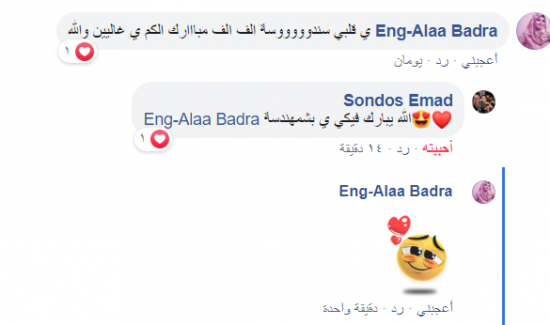 Eng-Alaa Badra ي قلبي سندووووووسة الف الف مباارك الكم ي غاليين والله
١
أعجبني · رد · يومان
Sondos Emad
الله يبارك فيكي ي بشمهندسة Eng-Alaa Badra
١
أحببته · رد · ١٤ دقيقة
Eng-Alaa Badra
أعجبني · رد · دقيقة واحدة